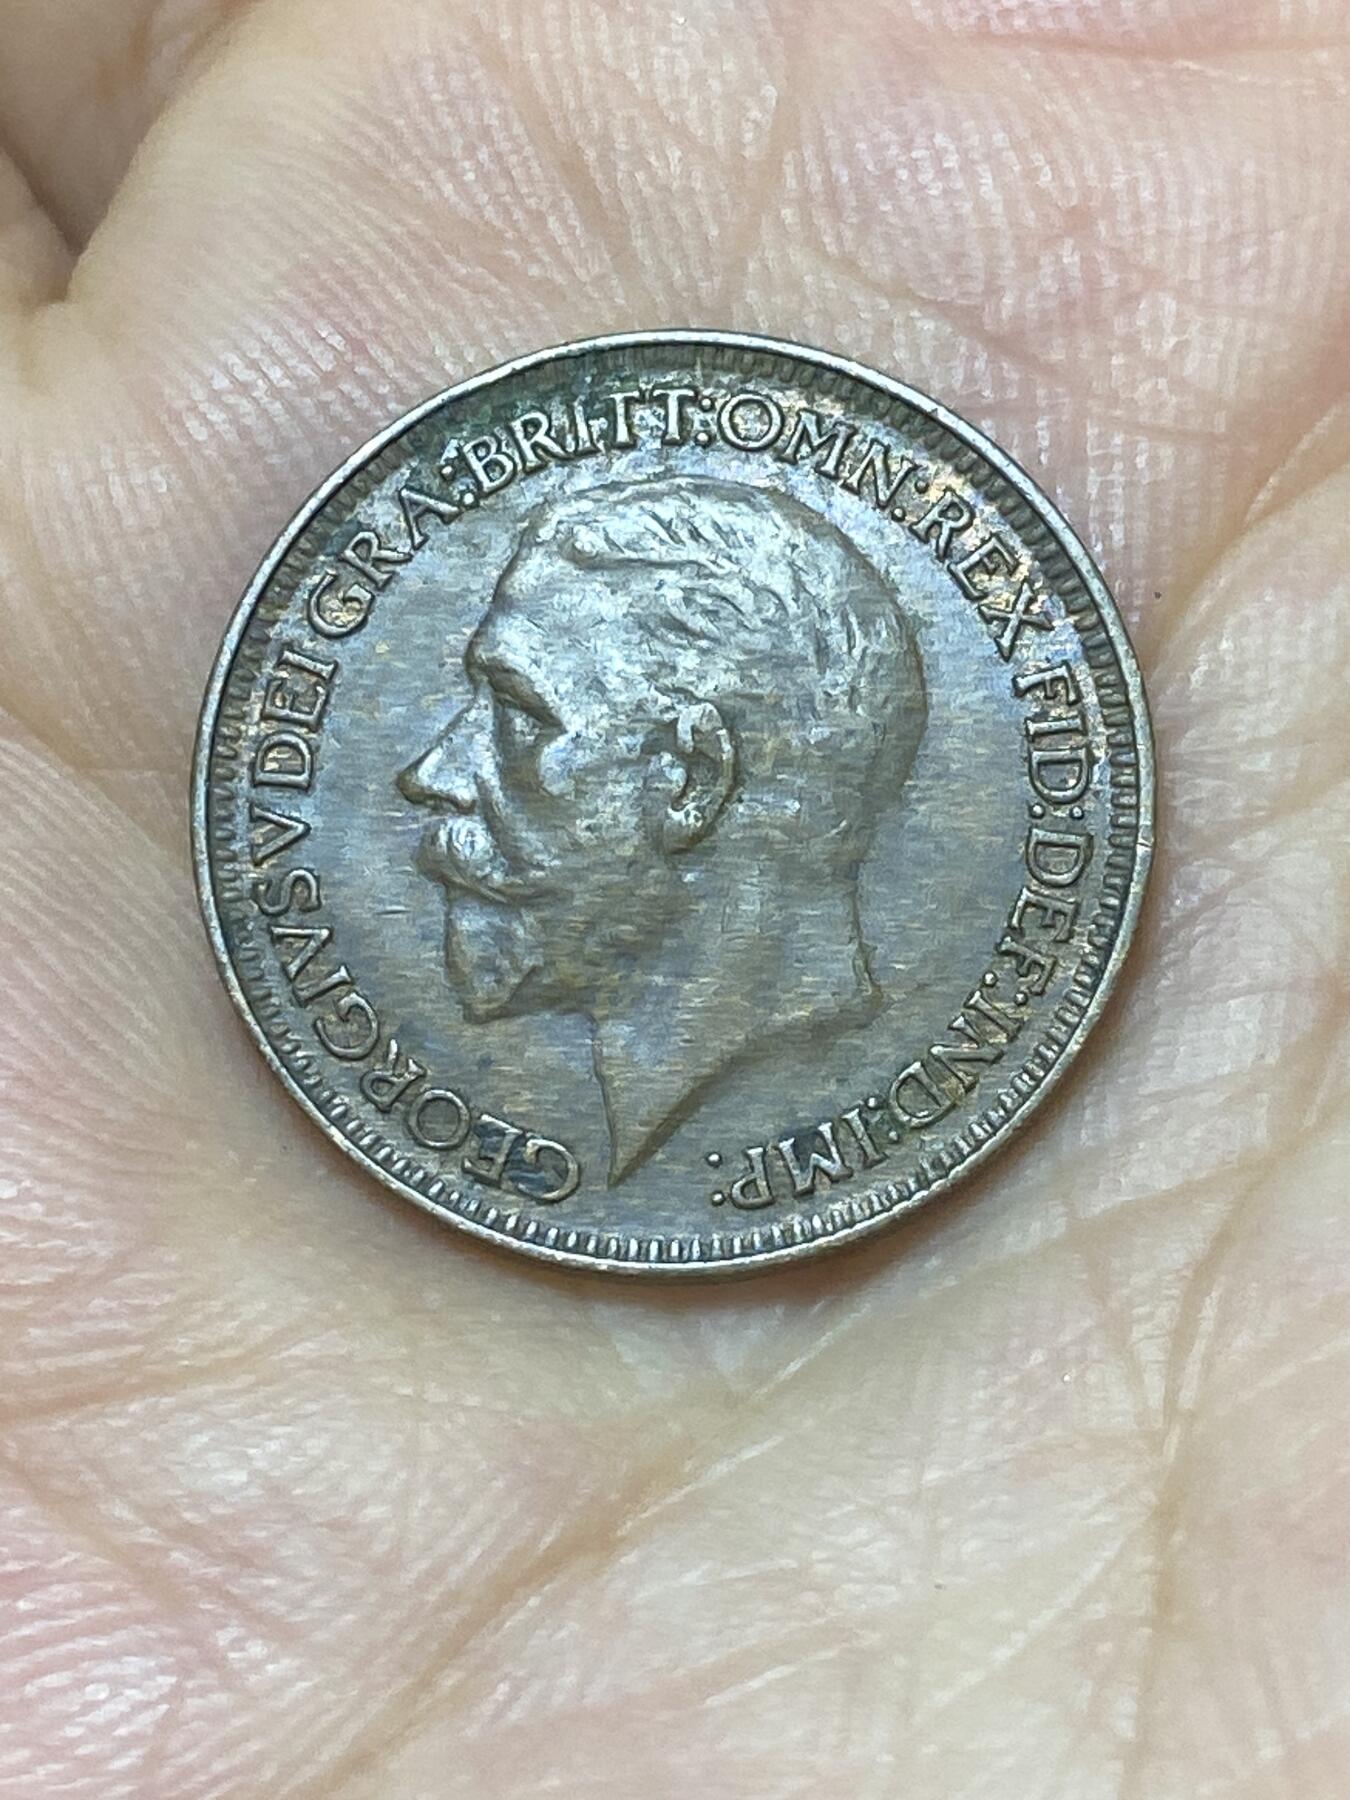 GEORGIVS V DEI GRA:BRITT:OMN:REX FID:DEF:IND:IMP: